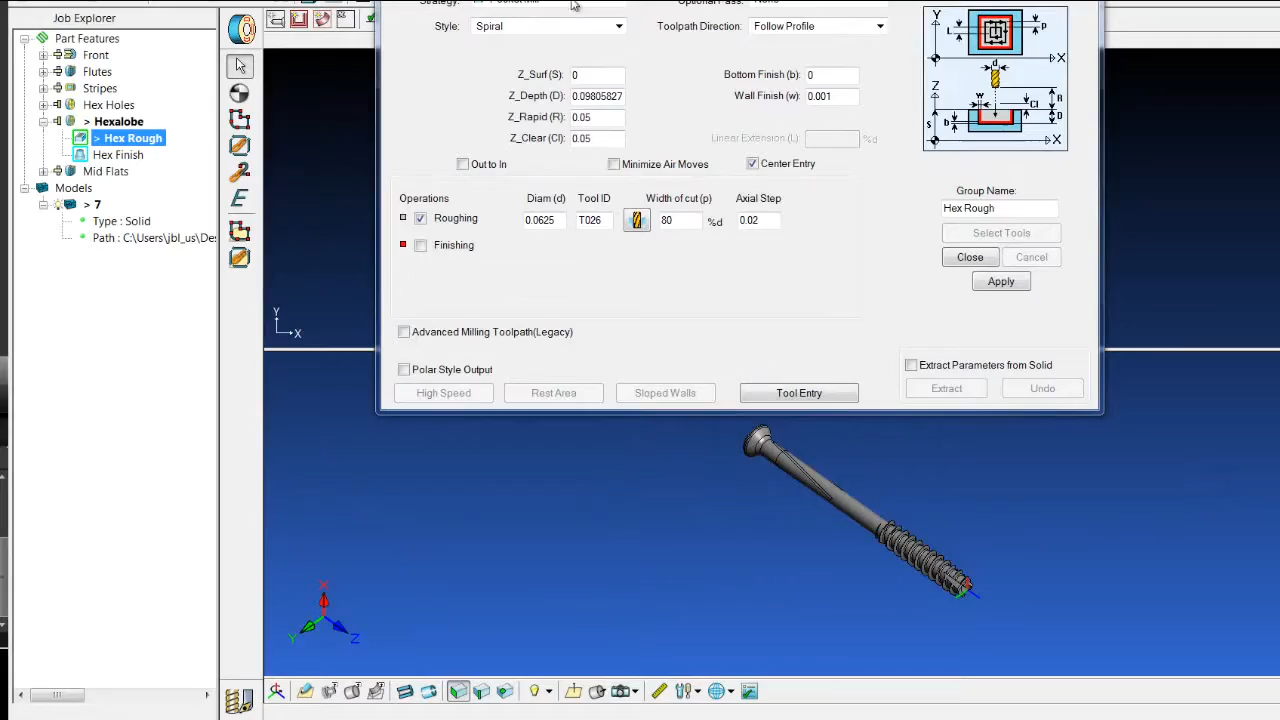 Job Explorer
Part Features
Front
Flutes
Stripes
Hex Holes
> Hexalobe
> Hex Rough
Hex Finish
Mid Flats
Models
> 7
Type : Solid
Path : C:\Users\jbl_us\Des
Style: Spiral
Toolpath Direction: Follow Profile
Z_Surf (S): 0
Bottom Finish (b): 0
Z_Depth (D): 0.09805827
Wall Finish (w): 0.001
Z_Rapid (R): 0.05
Z_Clear (Cl): 0.05
Linear Extension (L): %d
Out to In
Minimize Air Moves
Center Entry
Operations Diam (d) Tool ID Width of cut (p) Axial Step
Roughing 0.0625 T026 80 %d 0.02
Finishing
Group Name:
Hex Rough
Select Tools
Close Cancel
Apply
Advanced Milling Toolpath(Legacy)
Polar Style Output
Extract Parameters from Solid
High Speed Rest Area Sloped Walls Tool Entry
Extract Undo
Y
L
p
X
d
Z
w
Cl
R
D
s
b
X
Y
X
X
Y
Z